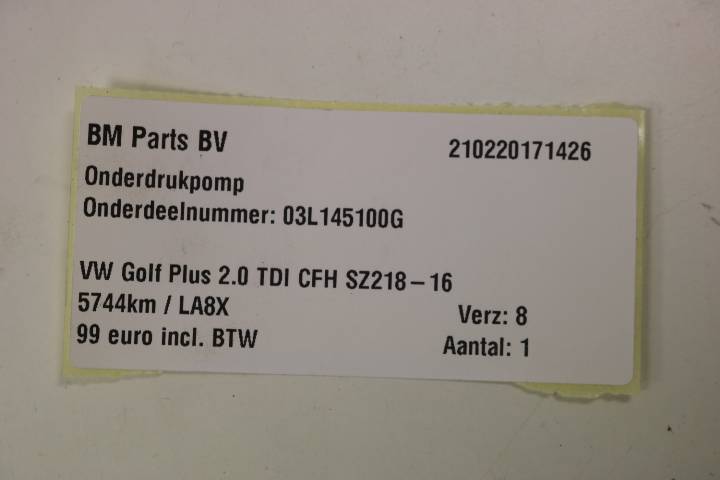 BM Parts BV 210220171426
Onderdrukpomp
Onderdeelnummer: 03L145100G
VW Golf Plus 2.0 TDI CFH SZ218-16
5744km / LA8X Verz: 8
99 euro incl. BTW Aantal: 1